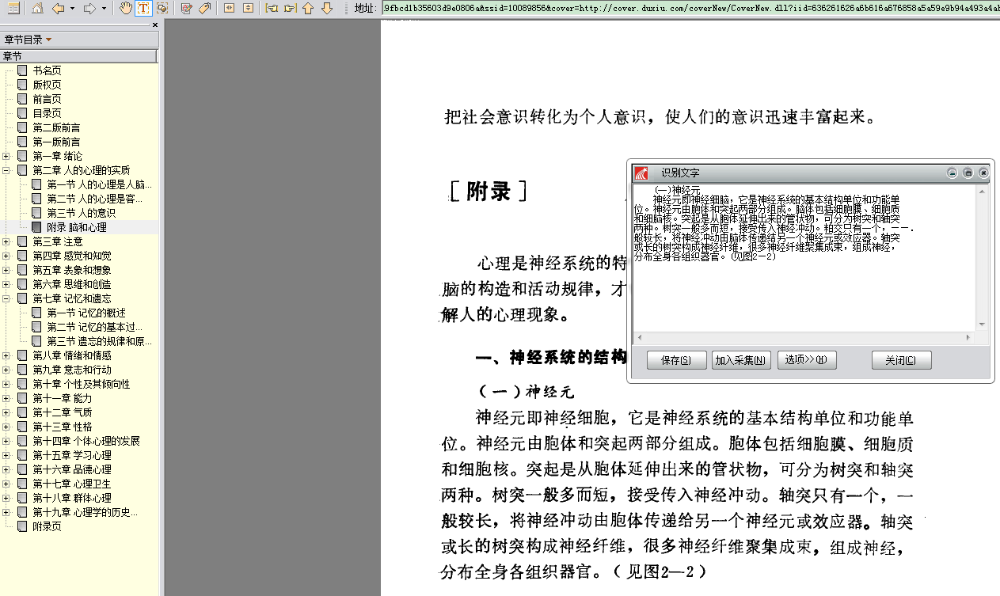 地址:
9fbcd1b35603d9e0806a&ssid=10089856&cover=http://cover.duxiu.com/coverNew/CoverNew.dll?iid=636261626a6b616a676858a5a59e9b94a493a4a
章节目录
章节
书名页
版权页
前言页
目录页
第二版前言
第一版前言
第一章 绪论
第二章 人的心理的实质
第一节 人的心理是人脑...
第二节 人的心理是客...
第三节 人的意识
附录 脑和心理
第三章 注意
第四章 感觉和知觉
第五章 表象和想象
第六章 思维和创造
第七章 记忆和遗忘
第一节 记忆的概述
第二节 记忆的基本过...
第三节 遗忘的规律和原...
第八章 情绪和情感
第九章 意志和行动
第十章 个性及其倾向性
第十一章 能力
第十二章 气质
第十三章 性格
第十四章 个体心理的发展
第十五章 学习心理
第十六章 品德心理
第十七章 心理卫生
第十八章 群体心理
第十九章 心理学的历史...
附录页
把社会意识转化为个人意识，使人们的意识迅速丰富起来。
［附录］
心理是神经系统的特
脑的构造和活动规律，才
解人的心理现象。
一、神经系统的结构
（一）神经元
神经元即神经细胞，它是神经系统的基本结构单位和功能单
位。神经元由胞体和突起两部分组成。胞体包括细胞膜、细胞质
和细胞核。突起是从胞体延伸出来的管状物，可分为树突和轴突
两种。树突一般多而短，接受传入神经冲动。轴突只有一个，一
般较长，将神经冲动由胞体传递给另一个神经元或效应器。轴突
或长的树突构成神经纤维，很多神经纤维聚集成束，组成神经，
分布全身各组织器官。（见图2—2）
识别文字
(一)神经元
神经元即神经细脑，它是神经系统的基本结构单位和功能单
位。神经元由胞体和突起两部分组成。脑体包括细胞膜、细胞质
和细脑核。突起是从胞体延伸出来的管状物，可分为树突和轴突
两种。树突一般多而短，接受传入神经冲动。粕交只有一个，一一.
般较长，将神经冲动由脑体传递结另一个神经元或效应器。轴突
或长的树突构成神经纤维，很多神经纤维聚集成束，组成神经，
分布全身各组织器官。(见图2—2)
保存(S)
加入采集(N)
选项>>(H)
关闭(C)